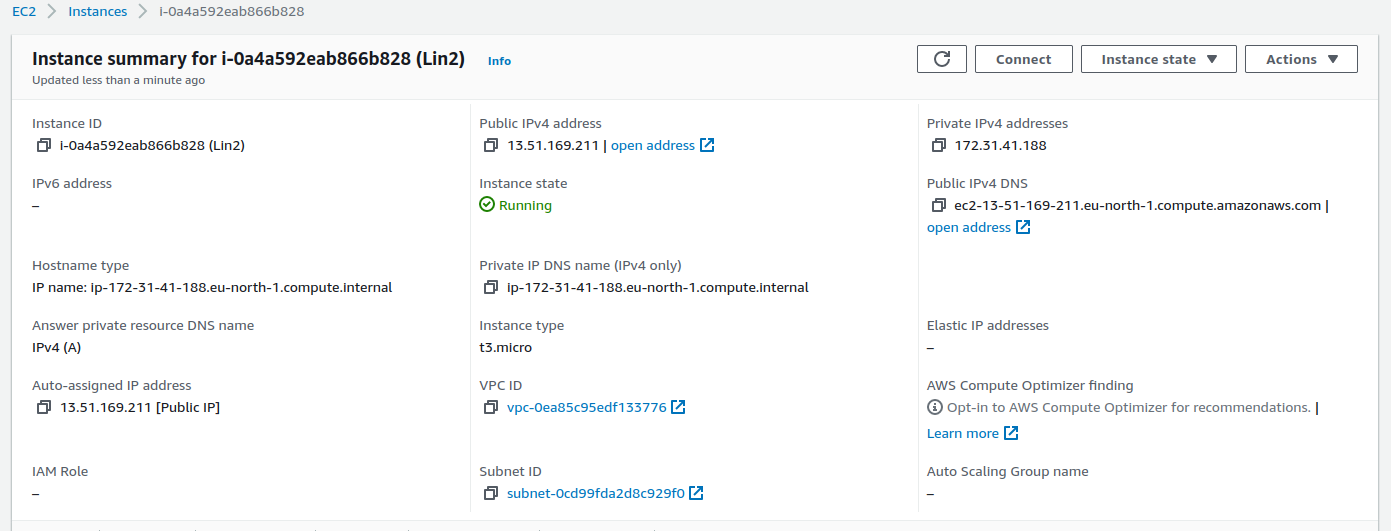 EC2 > Instances > i-0a4a592eab866b828
Instance summary for i-0a4a592eab866b828 (Lin2) Info
Updated less than a minute ago
Connect
Instance state
Actions
Instance ID
i-0a4a592eab866b828 (Lin2)
Public IPv4 address
13.51.169.211 | open address
Private IPv4 addresses
172.31.41.188
IPv6 address
–
Instance state
Running
Public IPv4 DNS
ec2-13-51-169-211.eu-north-1.compute.amazonaws.com |
open address
Hostname type
IP name: ip-172-31-41-188.eu-north-1.compute.internal
Private IP DNS name (IPv4 only)
ip-172-31-41-188.eu-north-1.compute.internal
Answer private resource DNS name
IPv4 (A)
Instance type
t3.micro
Elastic IP addresses
–
Auto-assigned IP address
13.51.169.211 [Public IP]
VPC ID
vpc-0ea85c95edf133776
AWS Compute Optimizer finding
Opt-in to AWS Compute Optimizer for recommendations. |
Learn more
IAM Role
–
Subnet ID
subnet-0cd99fda2d8c929f0
Auto Scaling Group name
–